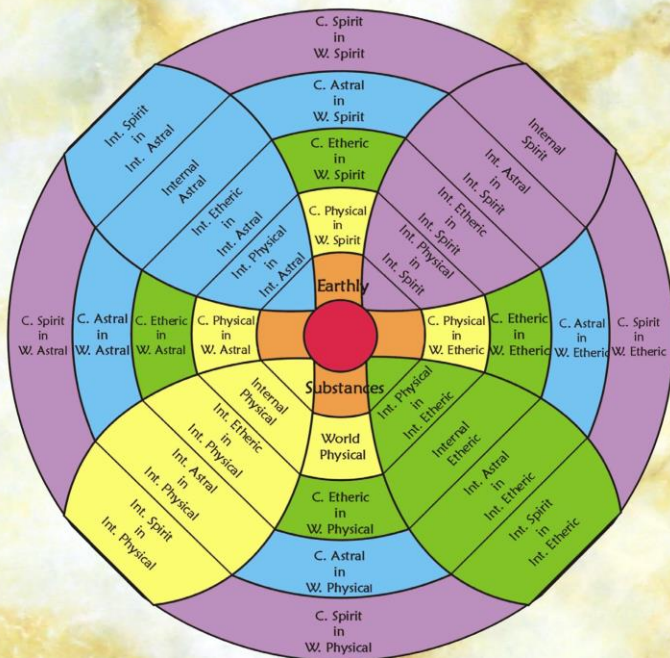 C. Spirit
in
W. Spirit
C. Astral
in
W. Spirit
C. Etheric
in
W. Spirit
C. Physical
in
W. Spirit
Int. Spirit
in
Int. Astral
Internal
Astral
Int. Etheric
in
Int. Astral
Int. Physical
in
Int. Astral
Internal
Spirit
Int. Astral
in
Int. Spirit
Int. Etheric
in
Int. Spirit
Int. Physical
in
Int. Spirit
Earthly
C. Spirit
in
W. Astral
C. Astral
in
W. Astral
C. Etheric
in
W. Astral
C. Physical
in
W. Astral
C. Physical
in
W. Etheric
C. Etheric
in
W. Etheric
C. Astral
in
W. Etheric
C. Spirit
in
W. Etheric
Substances
Internal
Physical
Int. Etheric
in
Int. Physical
Int. Astral
in
Int. Physical
Int. Spirit
in
Int. Physical
Int. Physical
in
Int. Etheric
Internal
Etheric
Int. Astral
in
Int. Etheric
Int. Spirit
in
Int. Etheric
World
Physical
C. Etheric
in
W. Physical
C. Astral
in
W. Physical
C. Spirit
in
W. Physical